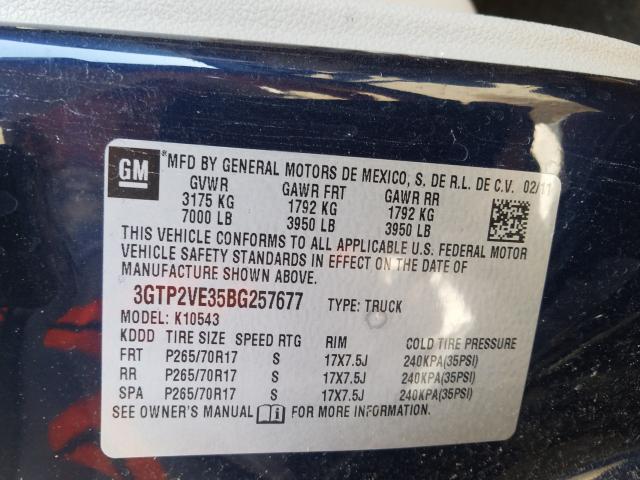 GM
*MFD BY GENERAL MOTORS DE MEXICO, S. DE R.L. DE C.V. 02/11
GVWR GAWR FRT GAWR RR
3175 KG 1792 KG 1792 KG
7000 LB 3950 LB 3950 LB
THIS VEHICLE CONFORMS TO ALL APPLICABLE U.S. FEDERAL MOTOR
VEHICLE SAFETY STANDARDS IN EFFECT ON THE DATE OF
MANUFACTURE SHOWN ABOVE.
3GTP2VE35BG257677 TYPE: TRUCK
MODEL: K10543
KDDD TIRE SIZE SPEED RTG RIM COLD TIRE PRESSURE
FRT P265/70R17 S 17X7.5J 240KPA(35PSI)
RR P265/70R17 S 17X7.5J 240KPA(35PSI)
SPA P265/70R17 S 17X7.5J 240KPA(35PSI)
SEE OWNER'S MANUAL FOR MORE INFORMATION.